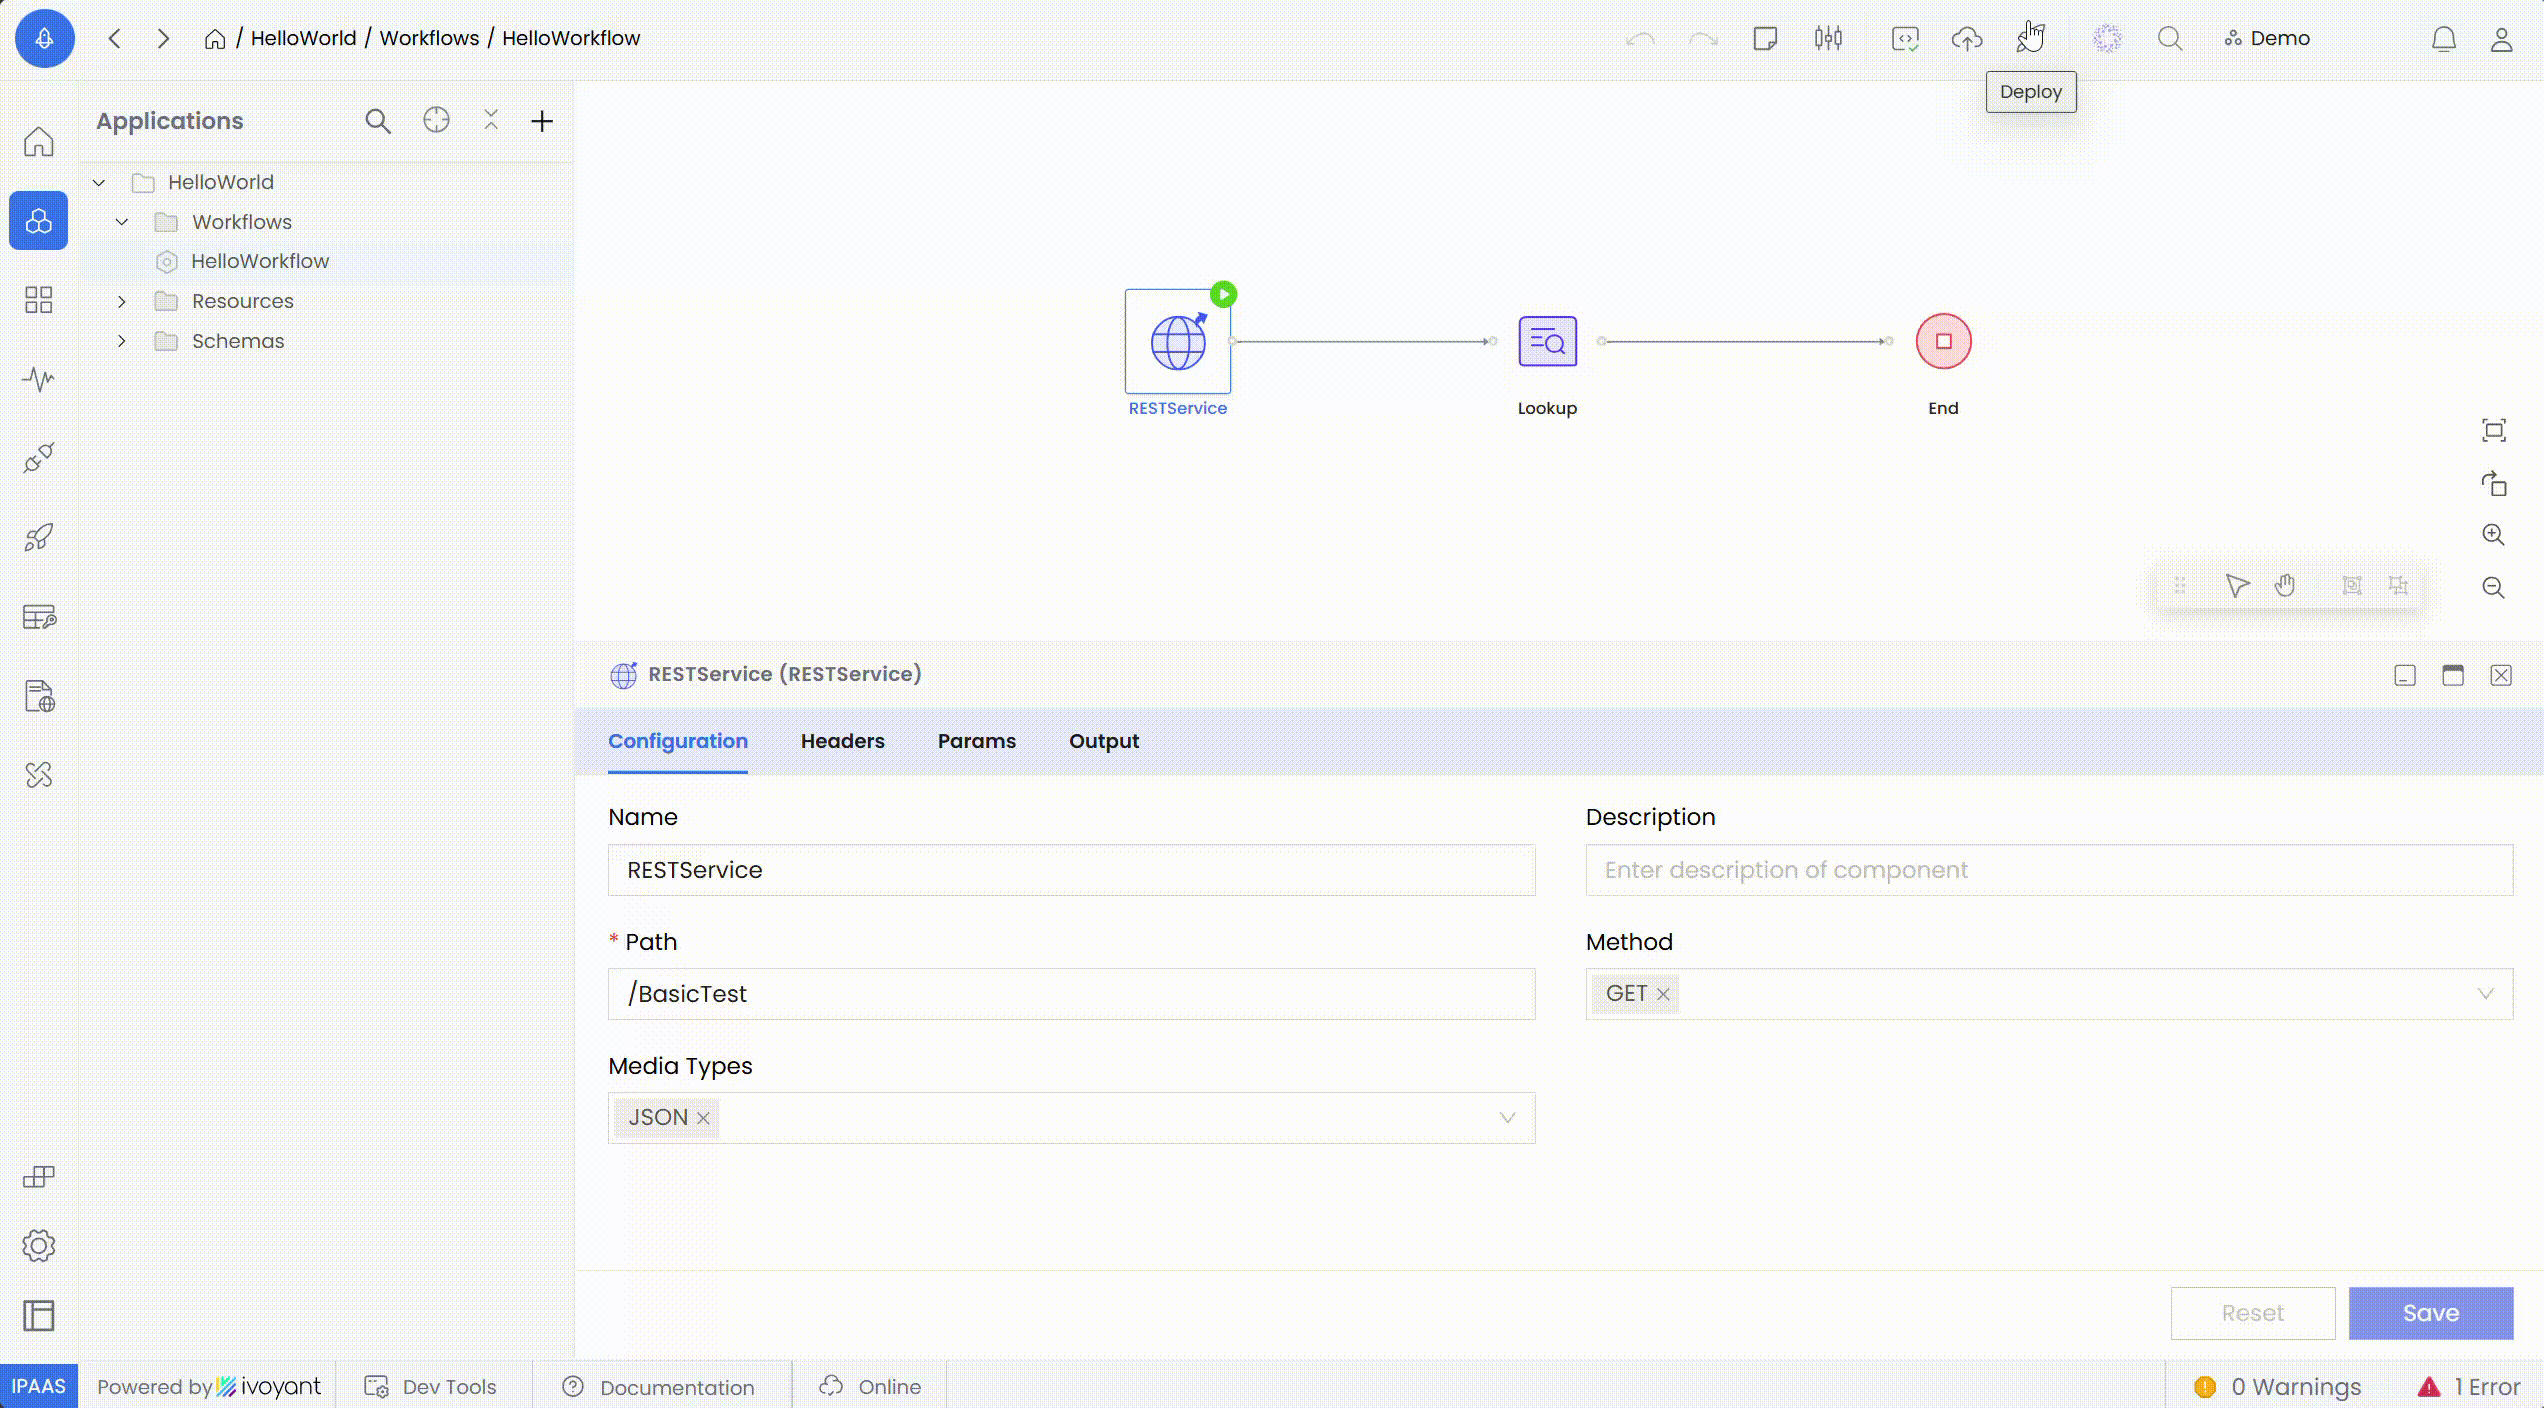 / HelloWorld / Workflows / HelloWorkflow
Demo
Deploy
Applications
HelloWorld
Workflows
HelloWorkflow
Resources
Schemas
RESTService
Lookup
End
RESTService (RESTService)
Configuration Headers Params Output
Name
RESTService
Description
Enter description of component
* Path
/BasicTest
Method
GET
Media Types
JSON
Reset Save
IPAAS Powered by ivoyant Dev Tools Documentation Online 0 Warnings 1 Error